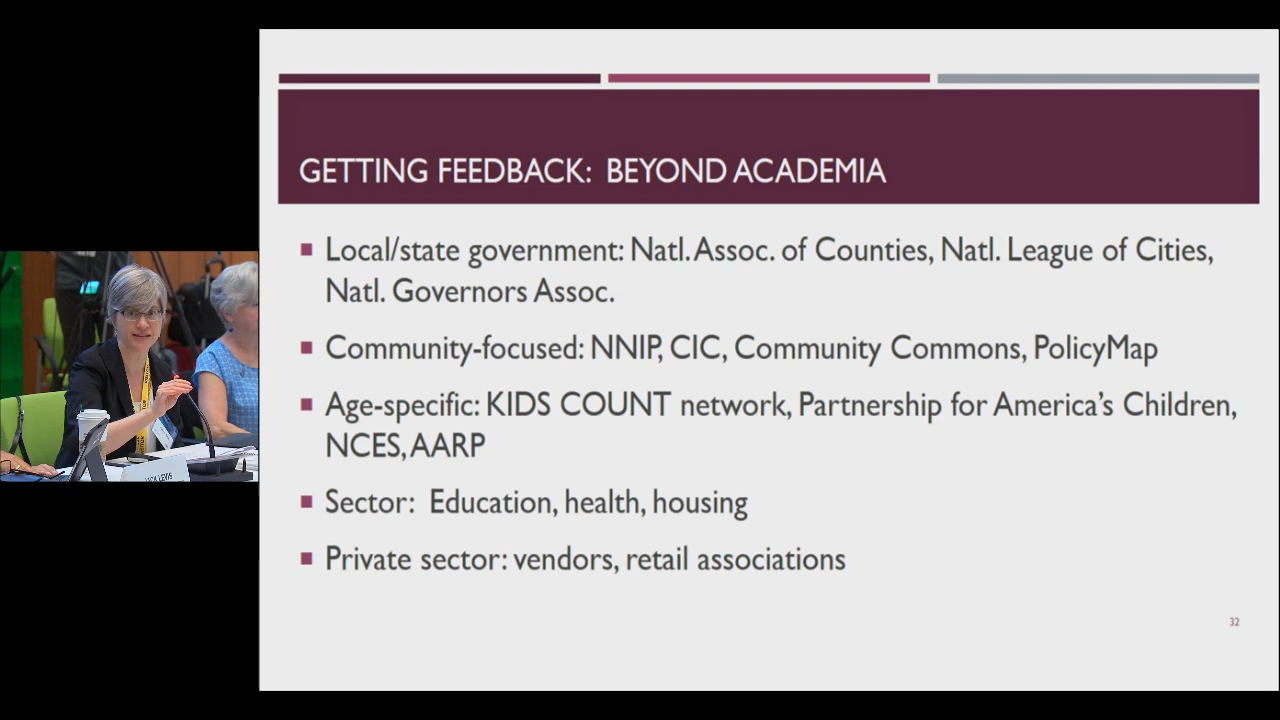 GETTING FEEDBACK: BEYOND ACADEMIA
Local/state government: Natl. Assoc. of Counties, Natl. League of Cities,
Natl. Governors Assoc.
Community-focused: NNIP, CIC, Community Commons, PolicyMap
Age-specific: KIDS COUNT network, Partnership for America's Children,
NCES, AARP
Sector: Education, health, housing
Private sector: vendors, retail associations
32